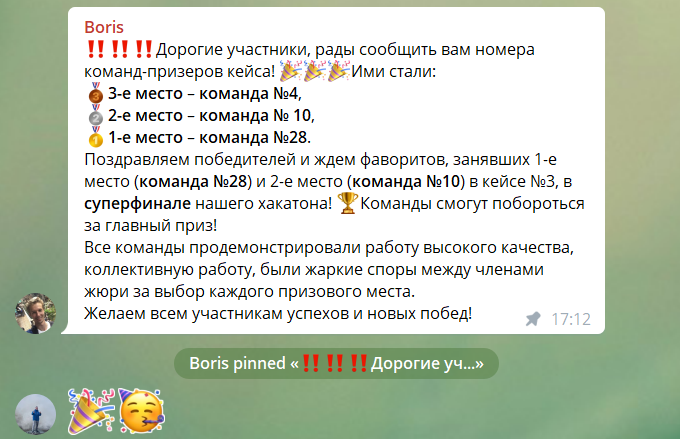 Boris
‼️‼️‼️Дорогие участники, рады сообщить вам номера
команд-призеров кейса! 🎉🎉🎉Ими стали:
🥉3-е место – команда №4,
🥈2-е место – команда № 10,
🥇1-е место – команда №28.
Поздравляем победителей и ждем фаворитов, занявших 1-е
место (команда №28) и 2-е место (команда №10) в кейсе №3, в
суперфинале нашего хакатона! 🏆Команды смогут побороться
за главный приз!
Все команды продемонстрировали работу высокого качества,
коллективную работу, были жаркие споры между членами
жюри за выбор каждого призового места.
Желаем всем участникам успехов и новых побед!
17:12
Boris pinned «‼️‼️‼️Дорогие уч...»
🎉🥳